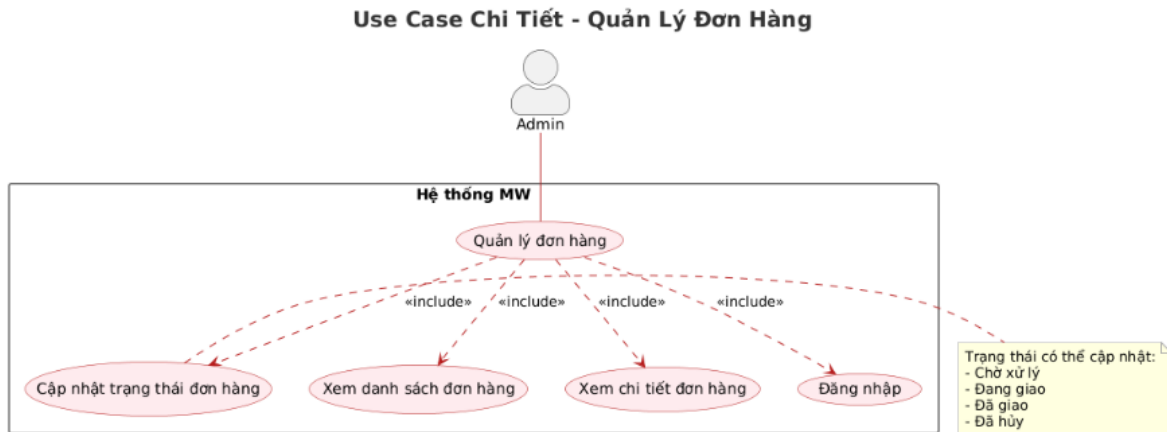 Use Case Chi Tiết - Quản Lý Đơn Hàng
Admin
Hệ thống MW
Quản lý đơn hàng
«include»
«include»
«include»
«include»
Cập nhật trạng thái đơn hàng
Xem danh sách đơn hàng
Xem chi tiết đơn hàng
Đăng nhập
Trạng thái có thể cập nhật:
- Chờ xử lý
- Đang giao
- Đã giao
- Đã hủy